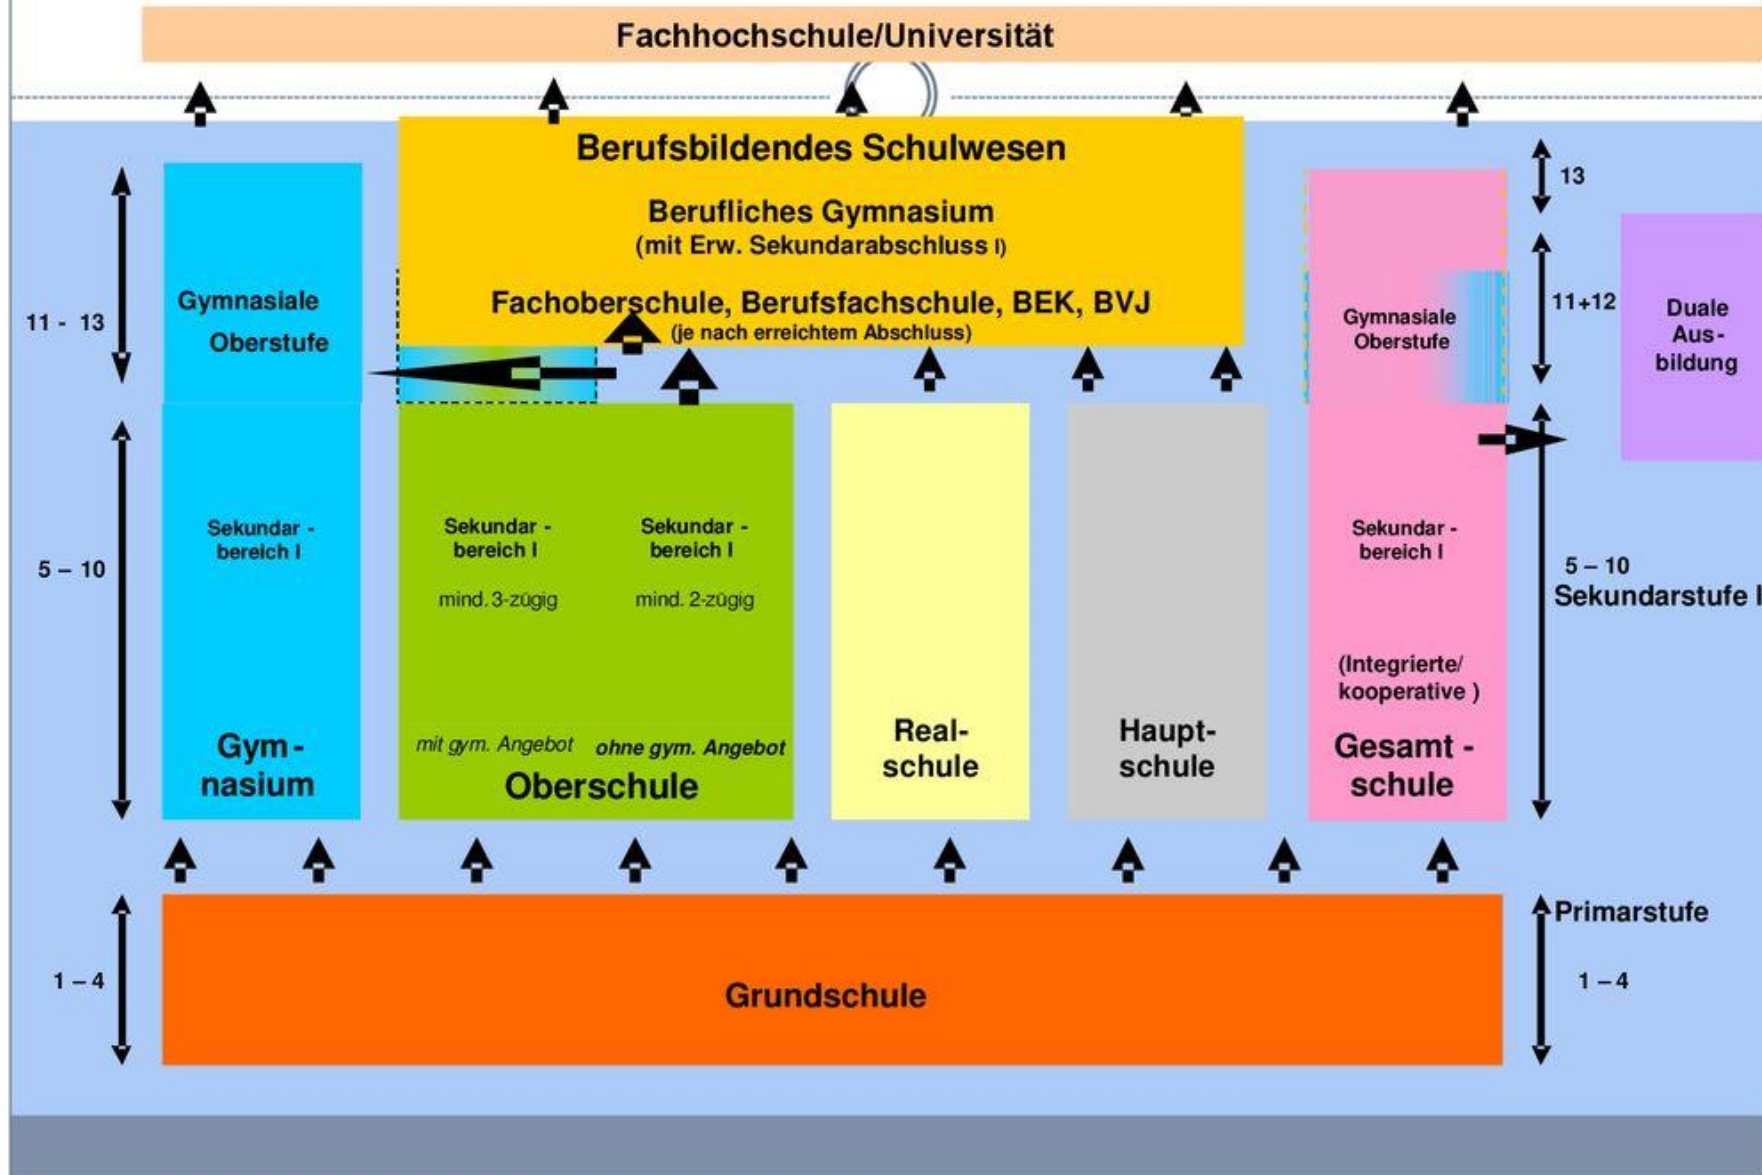 Fachhochschule/Universität
Berufsbildendes Schulwesen
Berufliches Gymnasium
(mit Erw. Sekundarabschluss I)
Fachoberschule, Berufsfachschule, BEK, BVJ
(je nach erreichtem Abschluss)
11 - 13
Gymnasiale
Oberstufe
Gymnasiale
Oberstufe
13
11+12
Duale
Aus-
bildung
5 – 10
Sekundar -
bereich I
Gym -
nasium
Sekundar -
bereich I
mind. 3-zügig
mit gym. Angebot
Sekundar -
bereich I
mind. 2-zügig
ohne gym. Angebot
Oberschule
Real-
schule
Haupt-
schule
Sekundar -
bereich I
(Integrierte/
kooperative )
Gesamt -
schule
5 – 10
Sekundarstufe I
1 – 4
Grundschule
Primarstufe
1 – 4